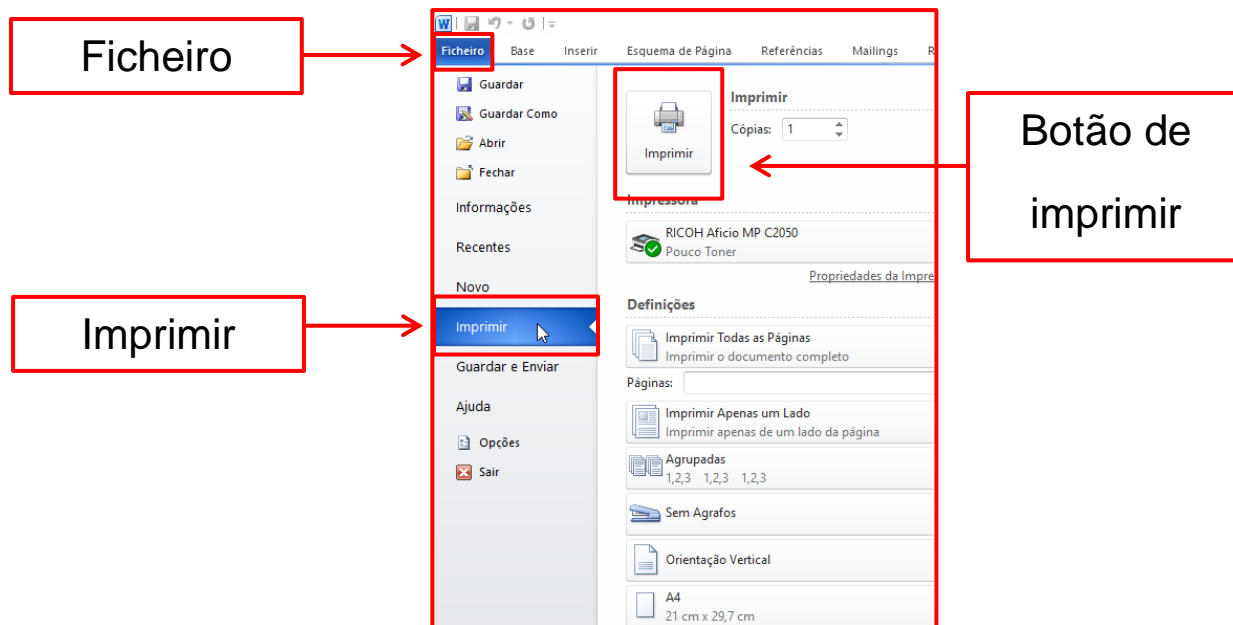 Ficheiro
Imprimir
W
Ficheiro Base Inserir Esquema de Página Referências Mailings R
Guardar
Guardar Como
Abrir
Fechar
Informações
Recentes
Novo
Imprimir
Guardar e Enviar
Ajuda
Opções
Sair
Imprimir
Imprimir
Cópias: 1
Impressora
RICOH Aficio MP C2050
Pouco Toner
Propriedades da Impre
Definições
Imprimir Todas as Páginas
Imprimir o documento completo
Páginas:
Imprimir Apenas um Lado
Imprimir apenas de um lado da página
Agrupadas
1,2,3 1,2,3 1,2,3
Sem Agrafos
Orientação Vertical
A4
21 cm x 29,7 cm
Botão de
imprimir